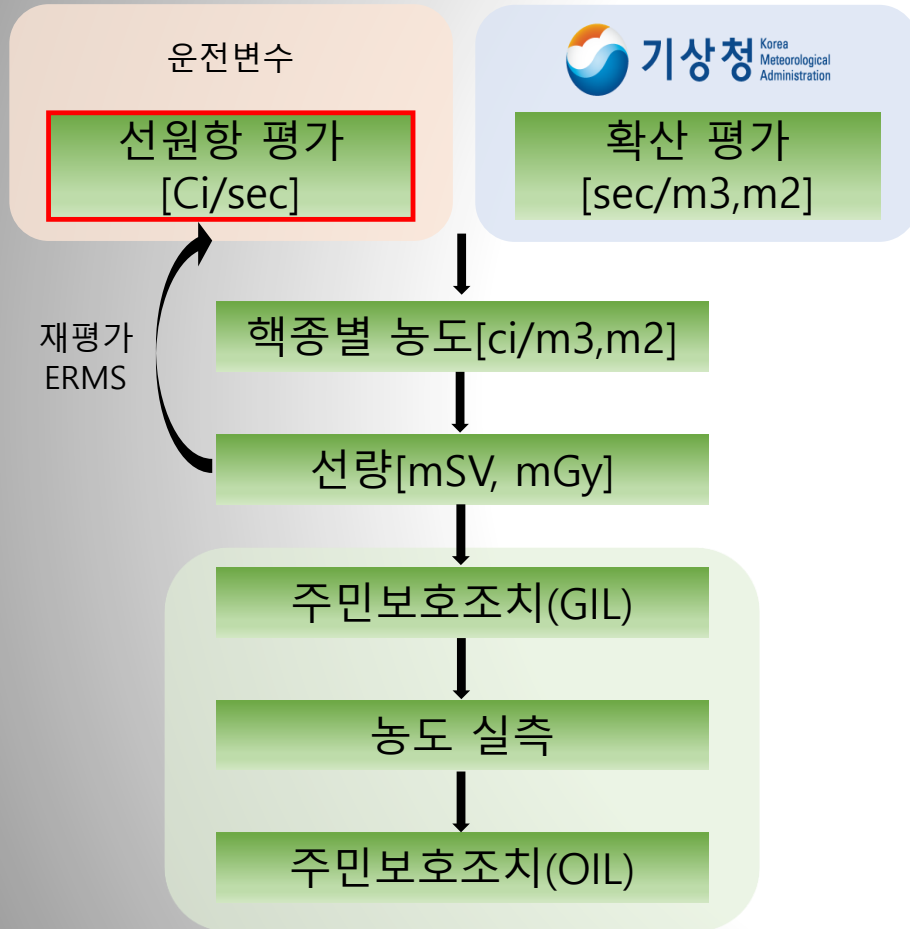 운전변수
선원항 평가
[Ci/sec]
기상청
Korea
Meteorological
Administration
확산 평가
[sec/m3,m2]
핵종별 농도[ci/m3,m2]
재평가
ERMS
선량[mSV, mGy]
주민보호조치(GIL)
농도 실측
주민보호조치(OIL)